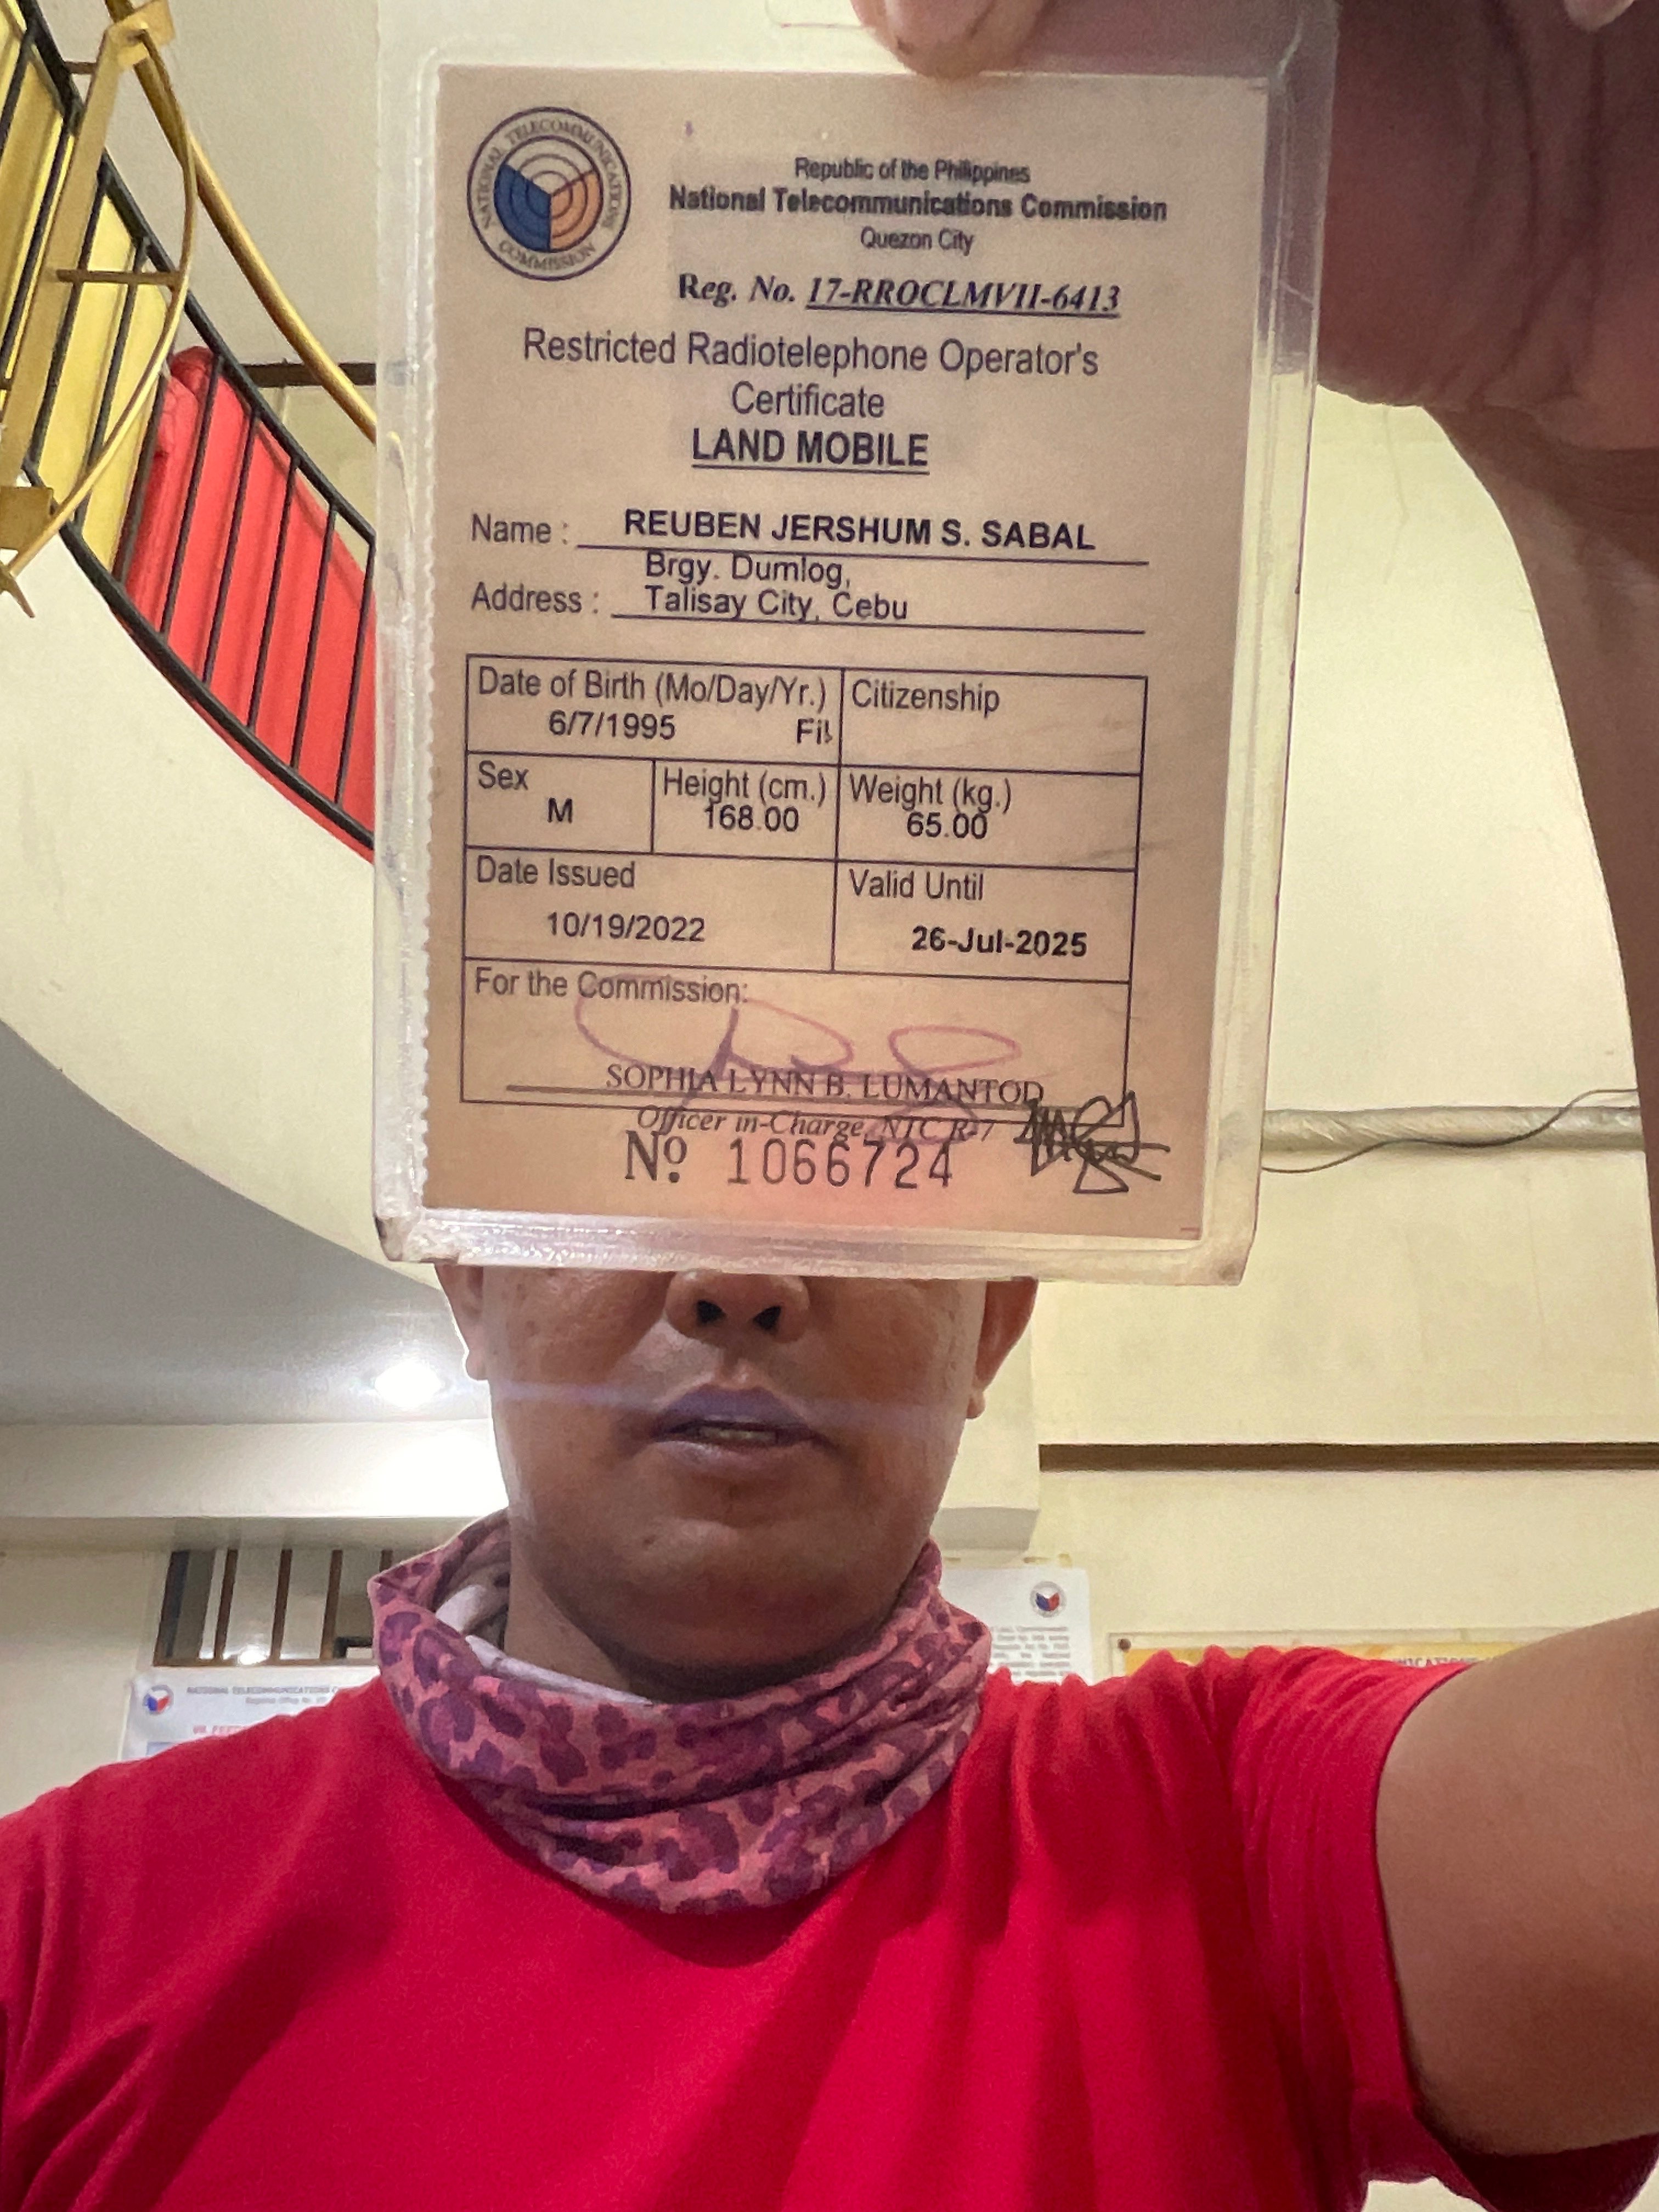 NATIONAL TELECOMMUNICATIONS COMMISSION
Republic of the Philippines
National Telecommunications Commission
Quezon City
Reg. No. 17-RROCLMVII-6413
Restricted Radiotelephone Operator's
Certificate
LAND MOBILE
Name : REUBEN JERSHUM S. SABAL
Brgy. Dumlog,
Address : Talisay City, Cebu
Date of Birth (Mo/Day/Yr.) Citizenship
6/7/1995 Fil
Sex Height (cm.) Weight (kg.)
M 168.00 65.00
Date Issued Valid Until
10/19/2022 26-Jul-2025
For the Commission:
SOPHIA LYNN B. LUMANTOD
Officer in-Charge, NTC R-7
Nº 1066724
NATIONAL TELECOMMUNICATIONS